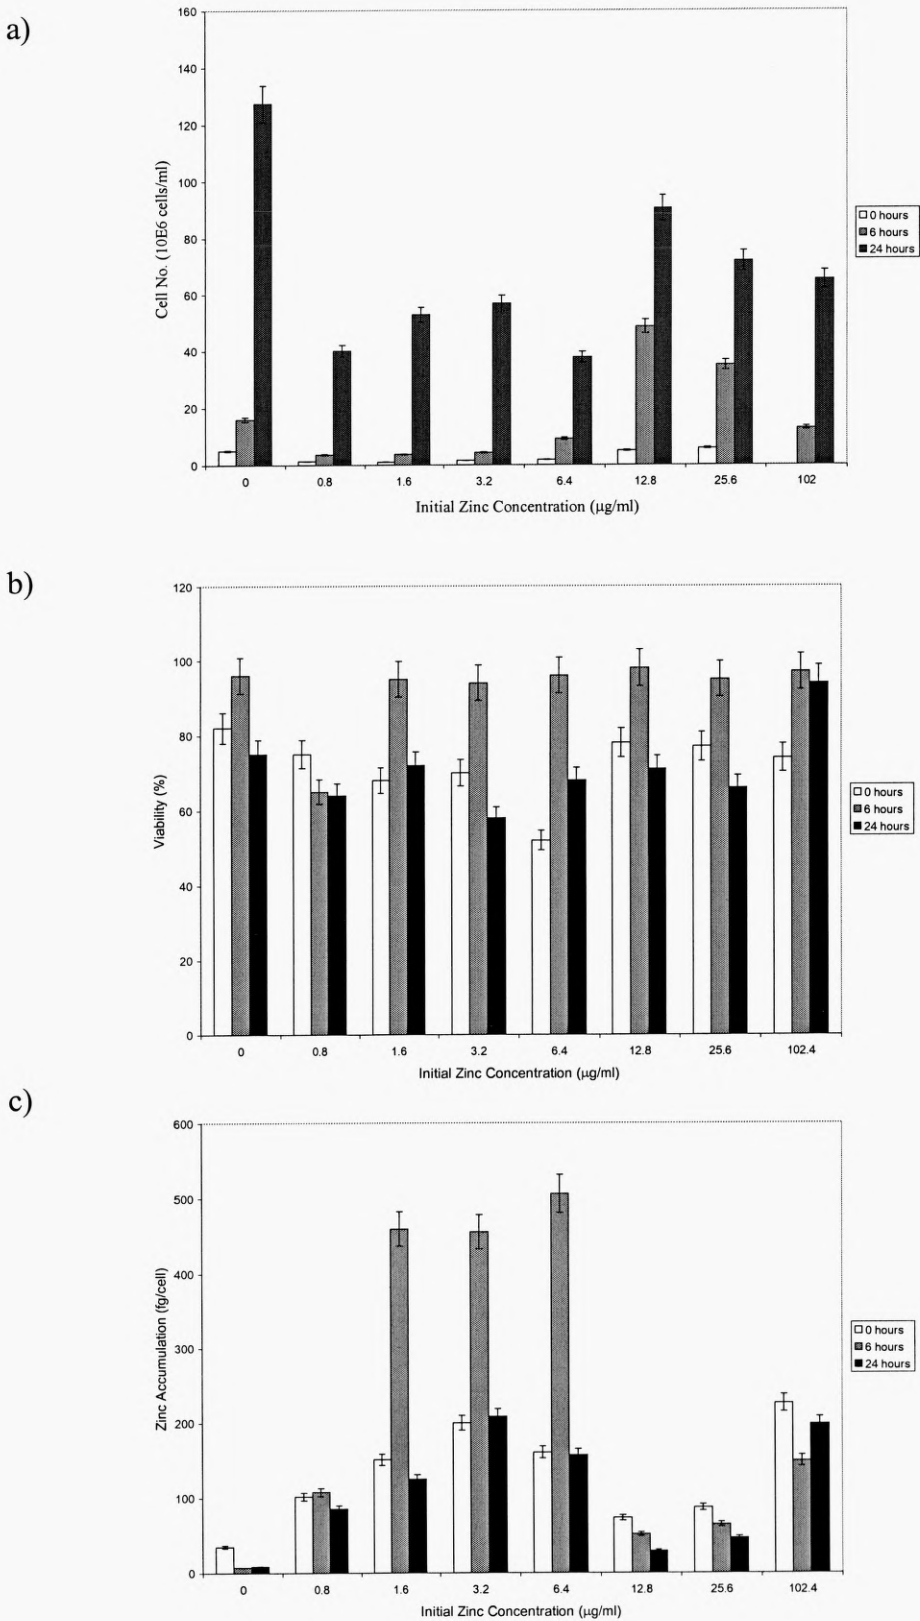 a)
160
140
120
100
80
60
40
20
0
Cell No. (10E6 cells/ml)
0 0.8 1.6 3.2 6.4 12.8 25.6 102
Initial Zinc Concentration (µg/ml)
0 hours
6 hours
24 hours
b)
120
100
80
60
40
20
0
Viability (%)
0 0.8 1.6 3.2 6.4 12.8 25.6 102.4
Initial Zinc Concentration (µg/ml)
0 hours
6 hours
24 hours
c)
600
500
400
300
200
100
0
Zinc Accumulation (fg/cell)
0 0.8 1.6 3.2 6.4 12.8 25.6 102.4
Initial Zinc Concentration (µg/ml)
0 hours
6 hours
24 hours